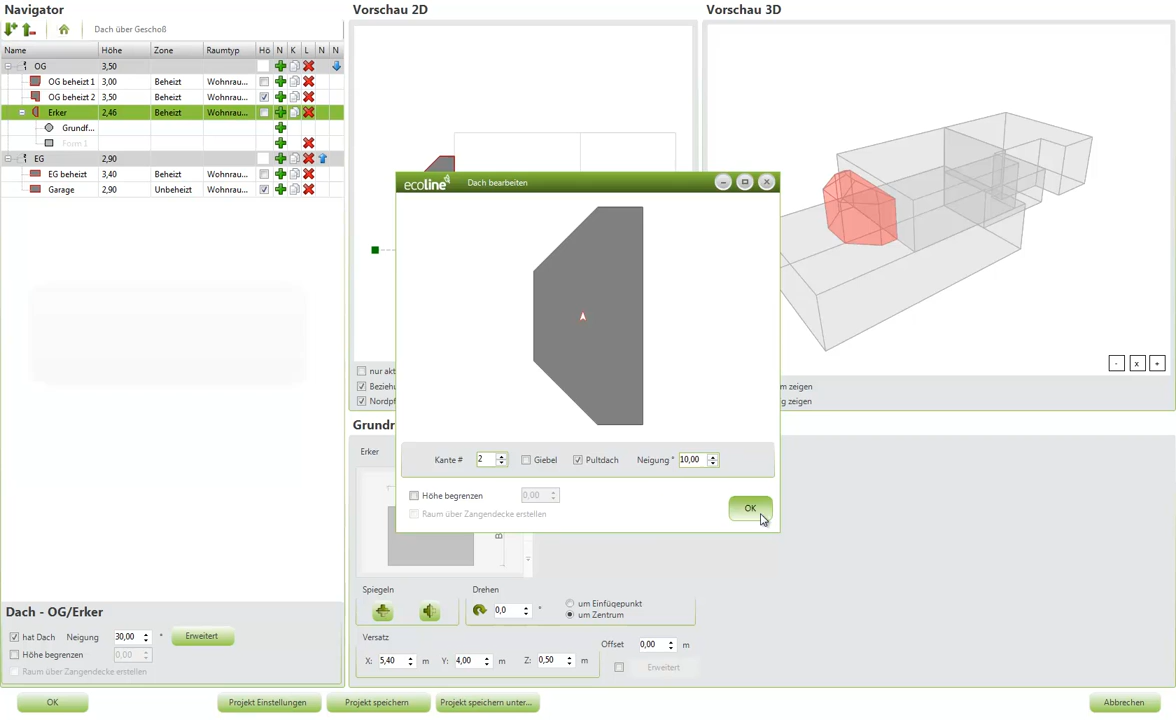 Navigator
Dach über Geschoß
Name Höhe Zone Raumtyp Hö N K L N N
OG 3,50
OG beheizt 1 3,00 Beheizt Wohnrau...
OG beheizt 2 3,50 Beheizt Wohnrau...
Erker 2,46 Beheizt Wohnrau...
Grundf...
Form 1
EG 2,90
EG beheizt 3,40 Beheizt Wohnrau...
Garage 2,90 Unbeheizt Wohnrau...
Dach - OG/Erker
hat Dach Neigung 30,00 ° Erweitert
Höhe begrenzen 0,00
Raum über Zangendecke erstellen
Vorschau 2D
nur akt
Beziehu
Nordpf
Vorschau 3D
- x +
m zeigen
g zeigen
ecoline Dach bearbeiten
Kante # 2 Giebel Pultdach Neigung ° 10,00
Höhe begrenzen 0,00
Raum über Zangendecke erstellen
OK
Grundr
Erker
B
Spiegeln
Drehen
0,0 °
um Einfügepunkt
um Zentrum
Versatz
X: 5,40 m Y: 4,00 m Z: 0,50 m
Offset 0,00 m
Erweitert
OK Projekt Einstellungen Projekt speichern Projekt speichern unter... Abbrechen